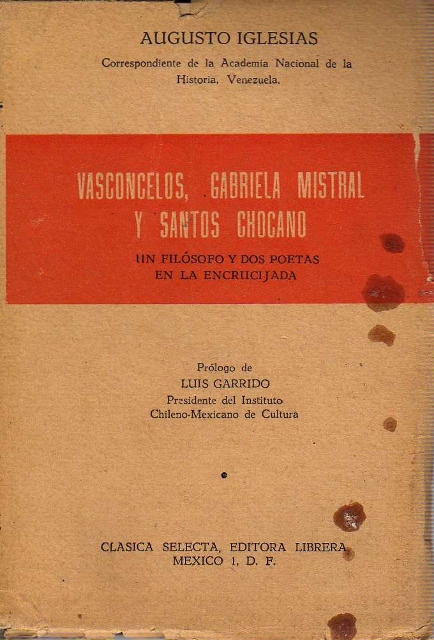 AUGUSTO IGLESIAS
Correspondiente de la Academia Nacional de la
Historia, Venezuela.
VASCONCELOS, GABRIELA MISTRAL
Y SANTOS CHOCANO
UN FILÓSOFO Y DOS POETAS
EN LA ENCRUCIJADA
Prólogo de
LUIS GARRIDO
Presidente del Instituto
Chileno-Mexicano de Cultura
CLASICA SELECTA, EDITORA LIBRERA
MEXICO 1, D. F.